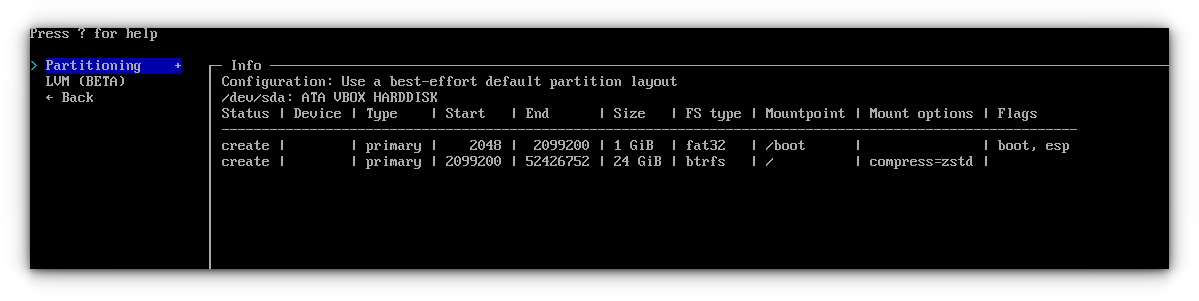 Press ? for help
> Partitioning +
LVM (BETA)
← Back
Info
Configuration: Use a best-effort default partition layout
/dev/sda: ATA VBOX HARDDISK
Status | Device | Type | Start | End | Size | FS type | Mountpoint | Mount options | Flags
create | | primary | 2048 | 2099200 | 1 GiB | fat32 | /boot | | boot, esp
create | | primary | 2099200 | 52426752 | 24 GiB | btrfs | / | compress=zstd |